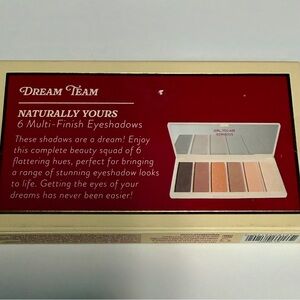 DREAM TEAM
NATURALLY YOURS
6 Multi-Finish Eyeshadows
These shadows are a dream! Enjoy
this complete beauty squad of 6
flattering hues, perfect for bringing
a range of stunning eyeshadow looks
to life. Getting the eyes of your
dreams has never been easier!